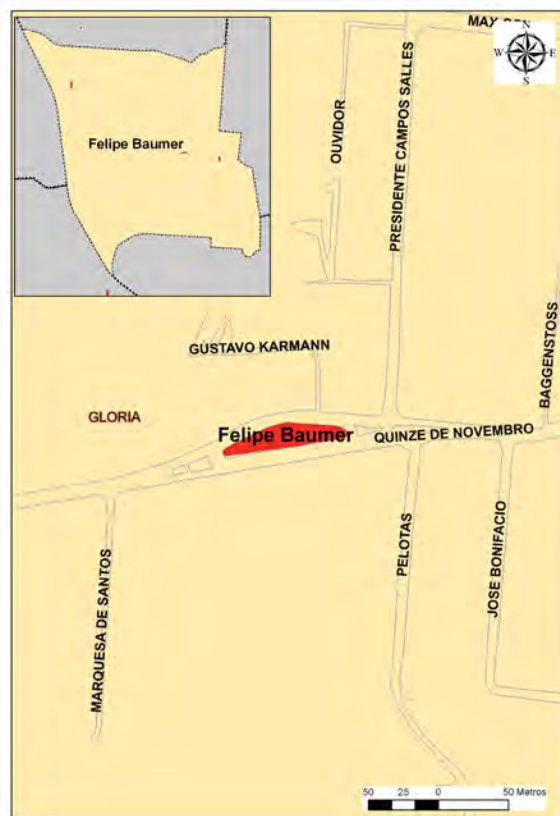 MAX
N
W E
S
Felipe Baumer
OUVIDOR
PRESIDENTE CAMPOS SALLES
GUSTAVO KARMANN
BAGGENSTOSS
GLORIA
Felipe Baumer
QUINZE DE NOVEMBRO
MARQUESA DE SANTOS
PELOTAS
JOSE BONIFACIO
50 25 0 50 Metros